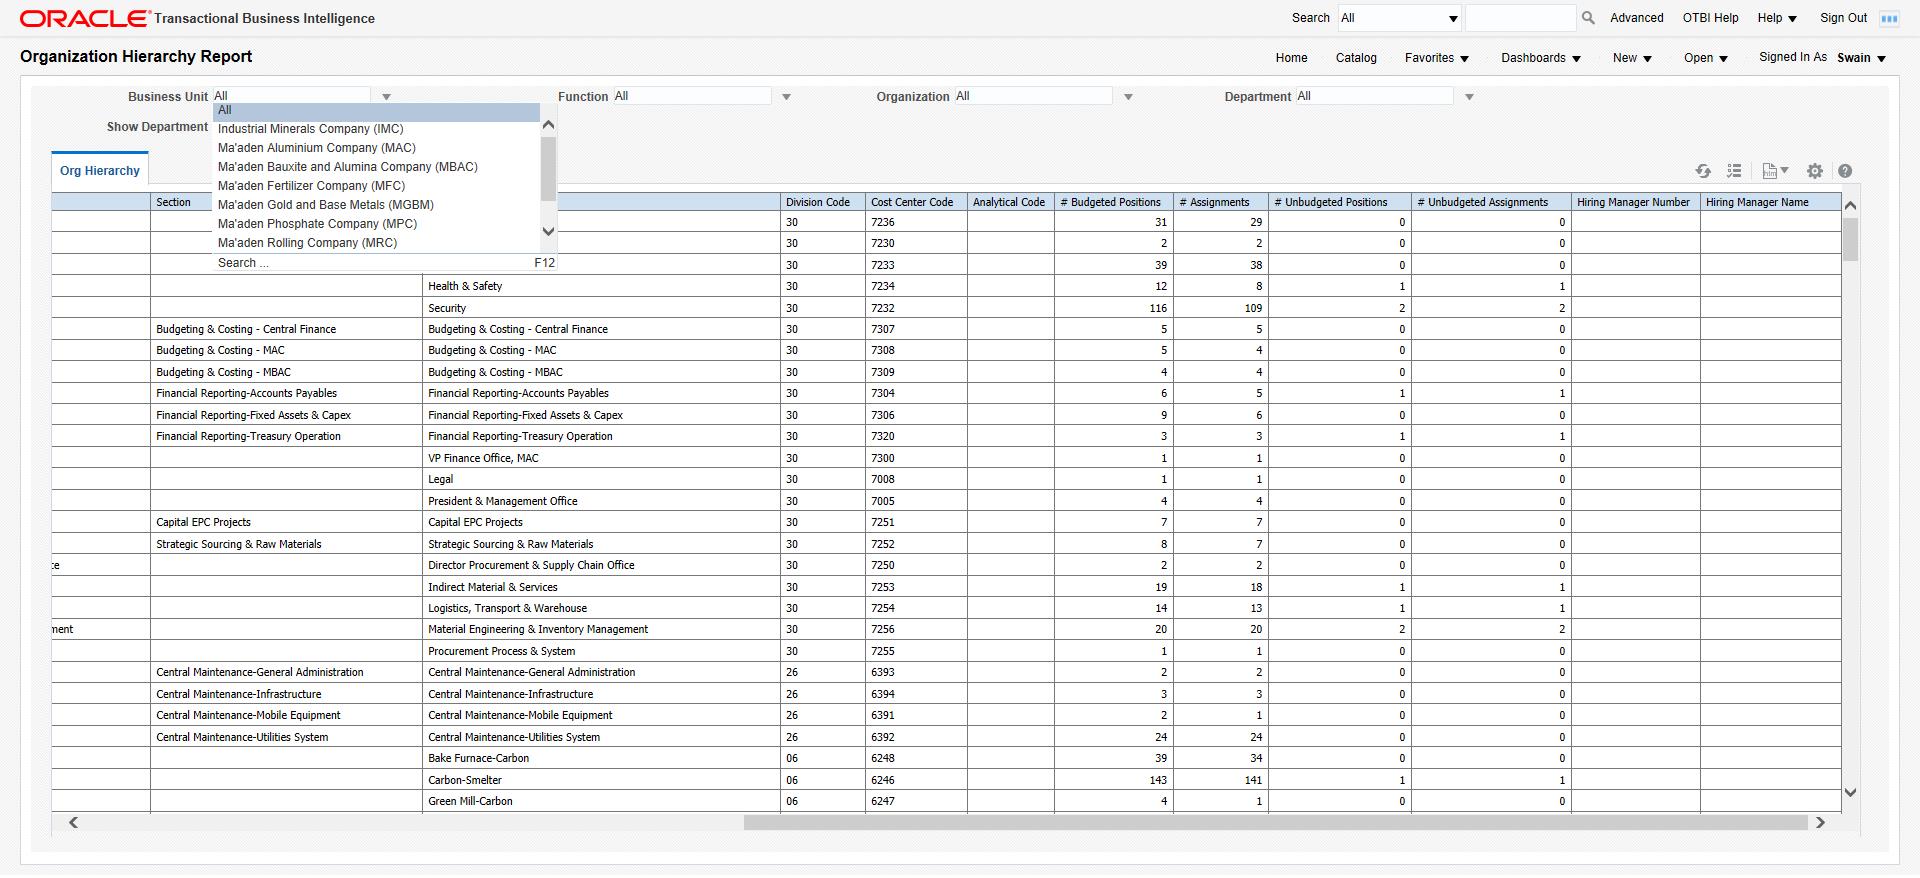 ORACLE Transactional Business Intelligence
Search All Advanced OTBI Help Help Sign Out
Organization Hierarchy Report
Home Catalog Favorites Dashboards New Open Signed In As Swain
Business Unit All Function All Organization All Department All
Show Department
All
Industrial Minerals Company (IMC)
Ma'aden Aluminium Company (MAC)
Ma'aden Bauxite and Alumina Company (MBAC)
Ma'aden Fertilizer Company (MFC)
Ma'aden Gold and Base Metals (MGBM)
Ma'aden Phosphate Company (MPC)
Ma'aden Rolling Company (MRC)
Search ... F12
Org Hierarchy
Section Division Code Cost Center Code Analytical Code # Budgeted Positions # Assignments # Unbudgeted Positions # Unbudgeted Assignments Hiring Manager Number Hiring Manager Name
30 7236 31 29 0 0
30 7230 2 2 0 0
30 7233 39 38 0 0
Health & Safety 30 7234 12 8 1 1
Security 30 7232 116 109 2 2
Budgeting & Costing - Central Finance Budgeting & Costing - Central Finance 30 7307 5 5 0 0
Budgeting & Costing - MAC Budgeting & Costing - MAC 30 7308 5 4 0 0
Budgeting & Costing - MBAC Budgeting & Costing - MBAC 30 7309 4 4 0 0
Financial Reporting-Accounts Payables Financial Reporting-Accounts Payables 30 7304 6 5 1 1
Financial Reporting-Fixed Assets & Capex Financial Reporting-Fixed Assets & Capex 30 7306 9 6 0 0
Financial Reporting-Treasury Operation Financial Reporting-Treasury Operation 30 7320 3 3 1 1
VP Finance Office, MAC 30 7300 1 1 0 0
Legal 30 7008 1 1 0 0
President & Management Office 30 7005 4 4 0 0
Capital EPC Projects Capital EPC Projects 30 7251 7 7 0 0
Strategic Sourcing & Raw Materials Strategic Sourcing & Raw Materials 30 7252 8 7 0 0
ce Director Procurement & Supply Chain Office 30 7250 2 2 0 0
Indirect Material & Services 30 7253 19 18 1 1
Logistics, Transport & Warehouse 30 7254 14 13 1 1
ment Material Engineering & Inventory Management 30 7256 20 20 2 2
Procurement Process & System 30 7255 1 1 0 0
Central Maintenance-General Administration Central Maintenance-General Administration 26 6393 2 2 0 0
Central Maintenance-Infrastructure Central Maintenance-Infrastructure 26 6394 3 3 0 0
Central Maintenance-Mobile Equipment Central Maintenance-Mobile Equipment 26 6391 2 1 0 0
Central Maintenance-Utilities System Central Maintenance-Utilities System 26 6392 24 24 0 0
Bake Furnace-Carbon 06 6248 39 34 0 0
Carbon-Smelter 06 6246 143 141 1 1
Green Mill-Carbon 06 6247 4 1 0 0